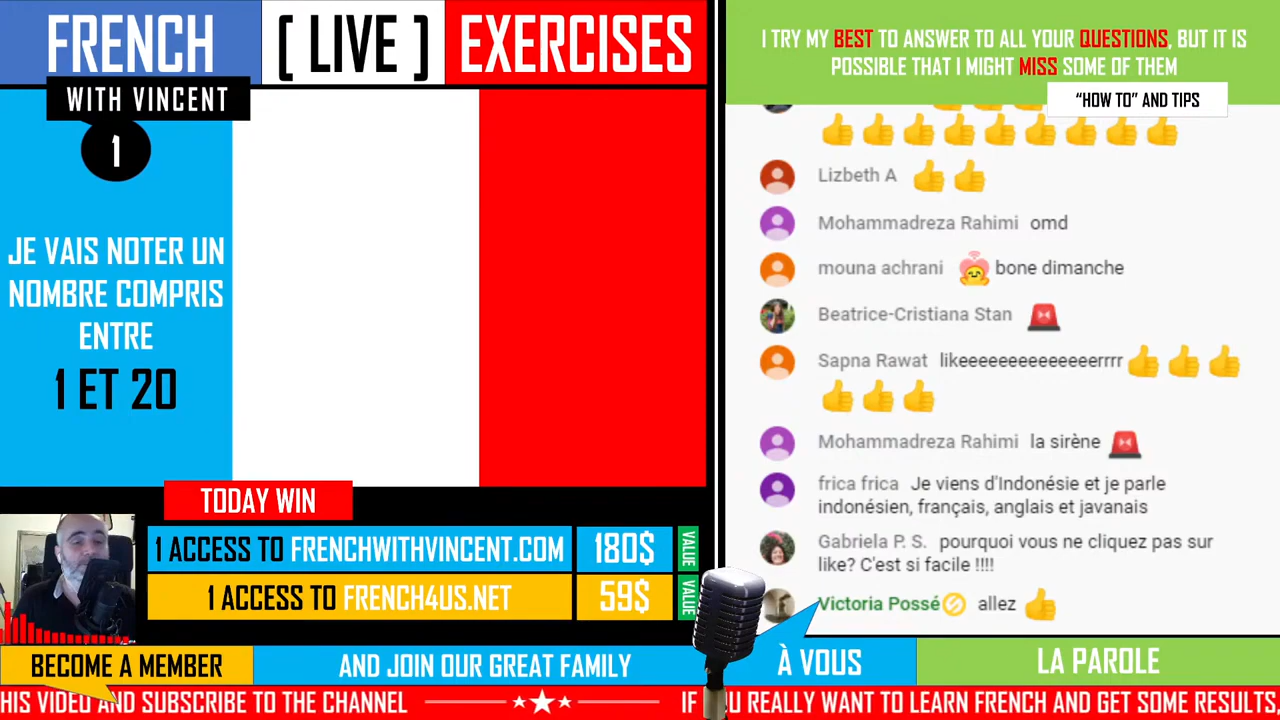 FRENCH
[ LIVE ]
EXERCISES
WITH VINCENT
1
JE VAIS NOTER UN
NOMBRE COMPRIS
ENTRE
1 ET 20
TODAY WIN
1 ACCESS TO FRENCHWITHVINCENT.COM
180$
VALUE
1 ACCESS TO FRENCH4US.NET
59$
VALUE
BECOME A MEMBER
AND JOIN OUR GREAT FAMILY
I TRY MY BEST TO ANSWER TO ALL YOUR QUESTIONS, BUT IT IS
POSSIBLE THAT I MIGHT MISS SOME OF THEM
“HOW TO” AND TIPS
Lizbeth A
Mohammadreza Rahimi omd
mouna achrani bone dimanche
Beatrice-Cristiana Stan
Sapna Rawat likeeeeeeeeeeeeeerrrr
Mohammadreza Rahimi la sirène
frica frica Je viens d'Indonésie et je parle
indonésien, français, anglais et javanais
Gabriela P. S. pourquoi vous ne cliquez pas sur
like? C'est si facile !!!!
Victoria Possé allez
À VOUS
LA PAROLE
HIS VIDEO AND SUBSCRIBE TO THE CHANNEL
IF YOU REALLY WANT TO LEARN FRENCH AND GET SOME RESULTS,